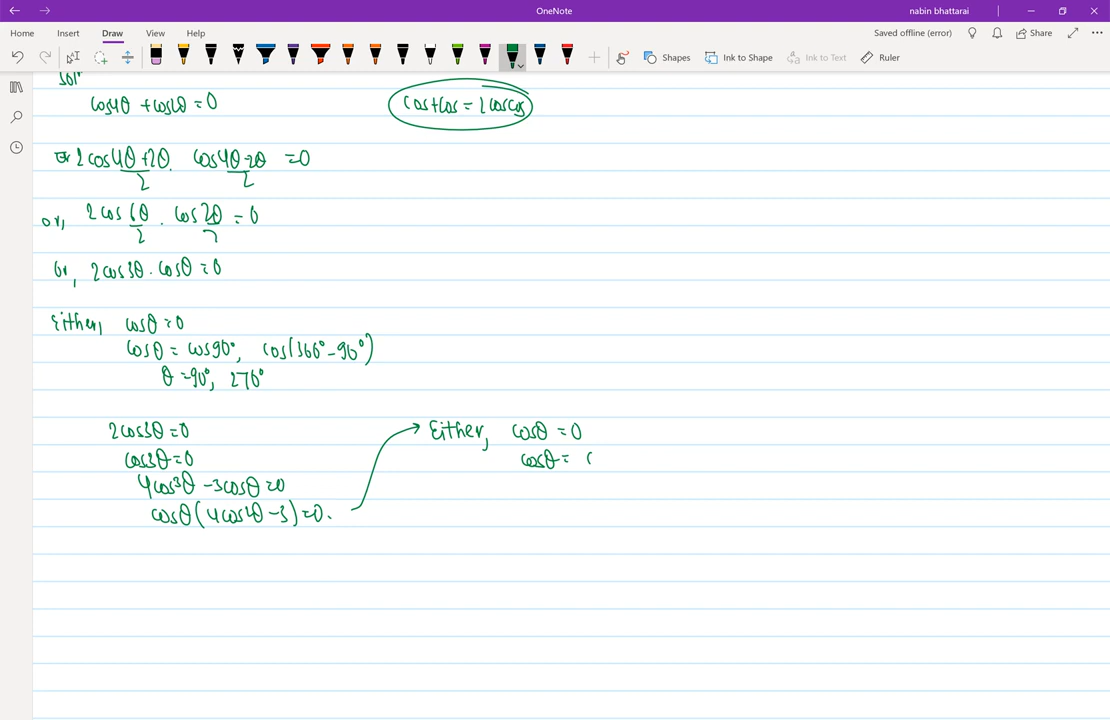 OneNote
nabin bhattarai
Home Insert Draw View Help
Saved offline (error) Share
Shapes Ink to Shape Ink to Text Ruler
Solⁿ
cos4θ + cos2θ = 0
cos+cos = 2coscos
or 2cos(4θ+2θ)/2 . cos(4θ-2θ)/2 = 0
or, 2cos 6θ/2 . cos 2θ/2 = 0
or, 2cos3θ . cosθ = 0
Either, cosθ = 0
cosθ = cos90°, cos(360°-90°)
θ = 90°, 270°
2cos3θ = 0
cos3θ = 0
4cos³θ - 3cosθ = 0
cosθ(4cos²θ - 3) = 0.
Either, cosθ = 0
cosθ = (